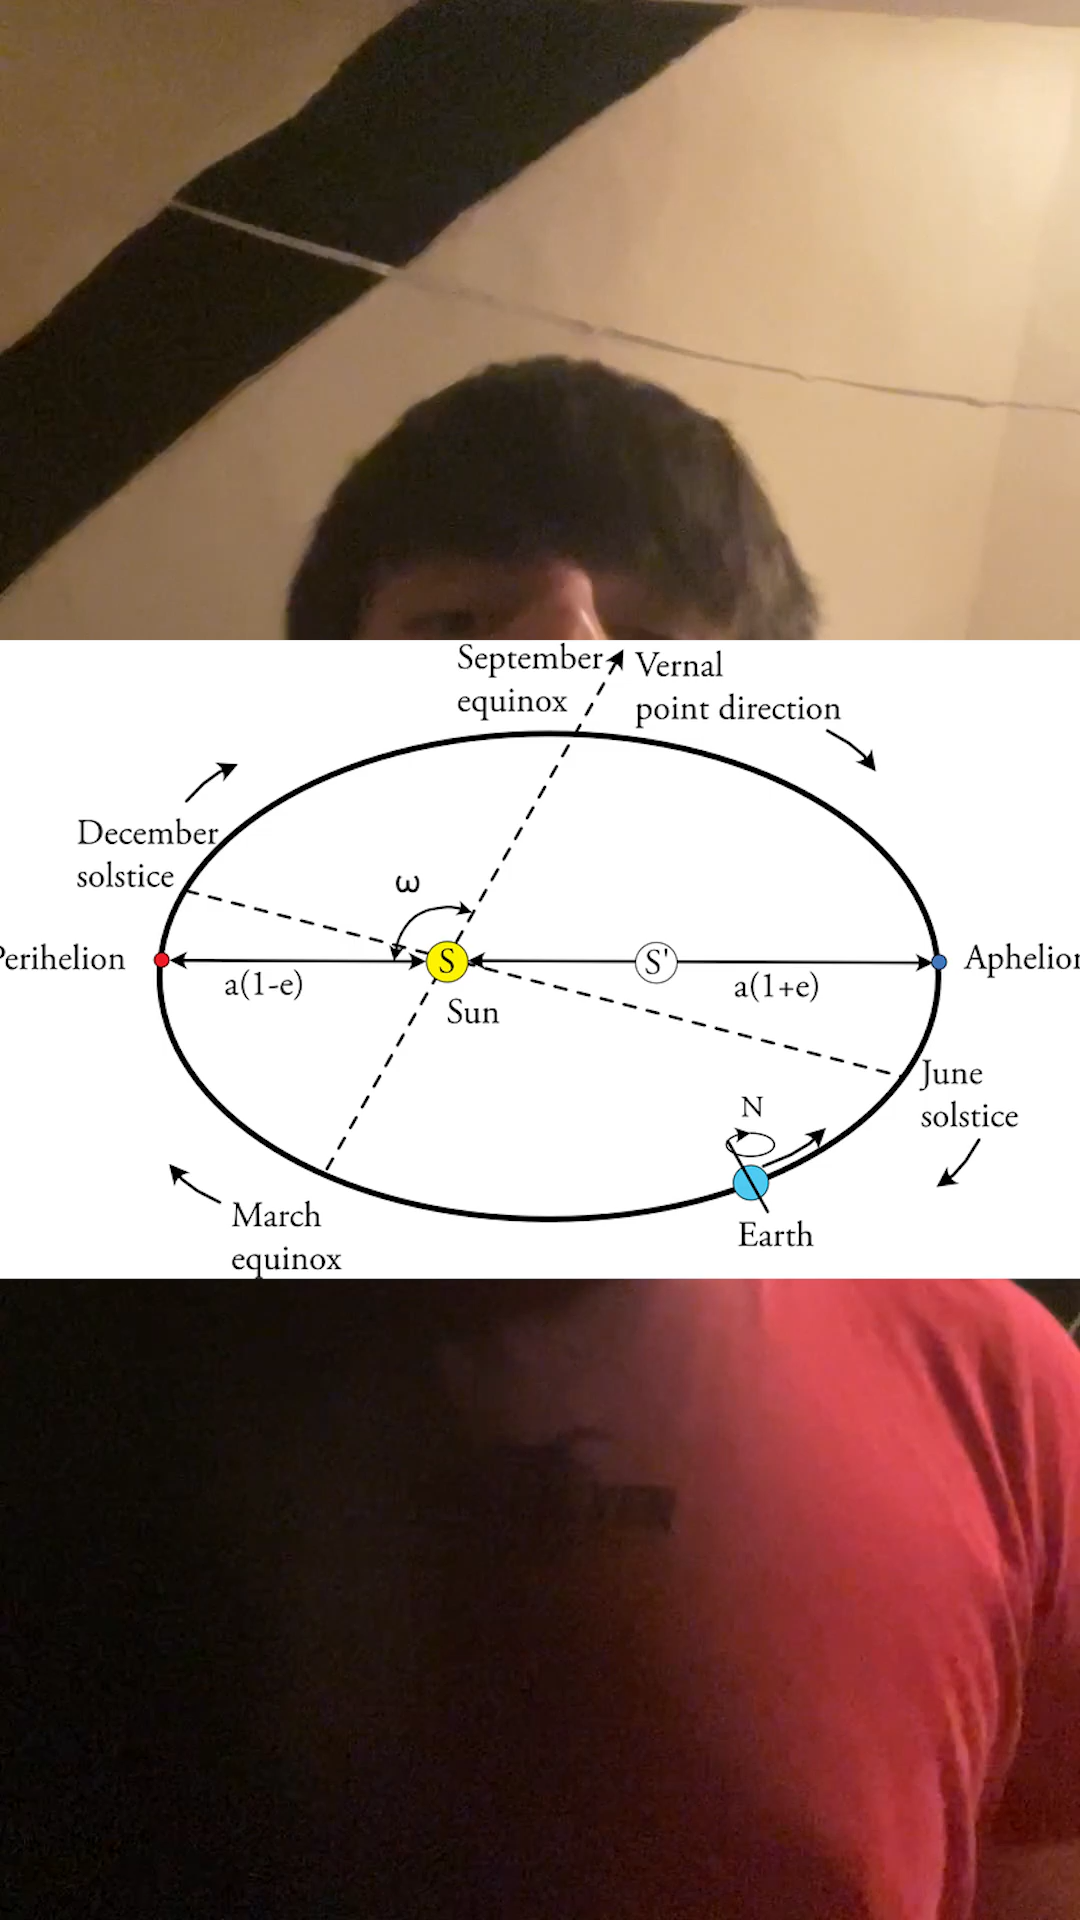 September
equinox
Vernal
point direction
December
solstice
ω
Perihelion
S
S'
Aphelion
a(1-e)
a(1+e)
Sun
June
solstice
N
Earth
March
equinox